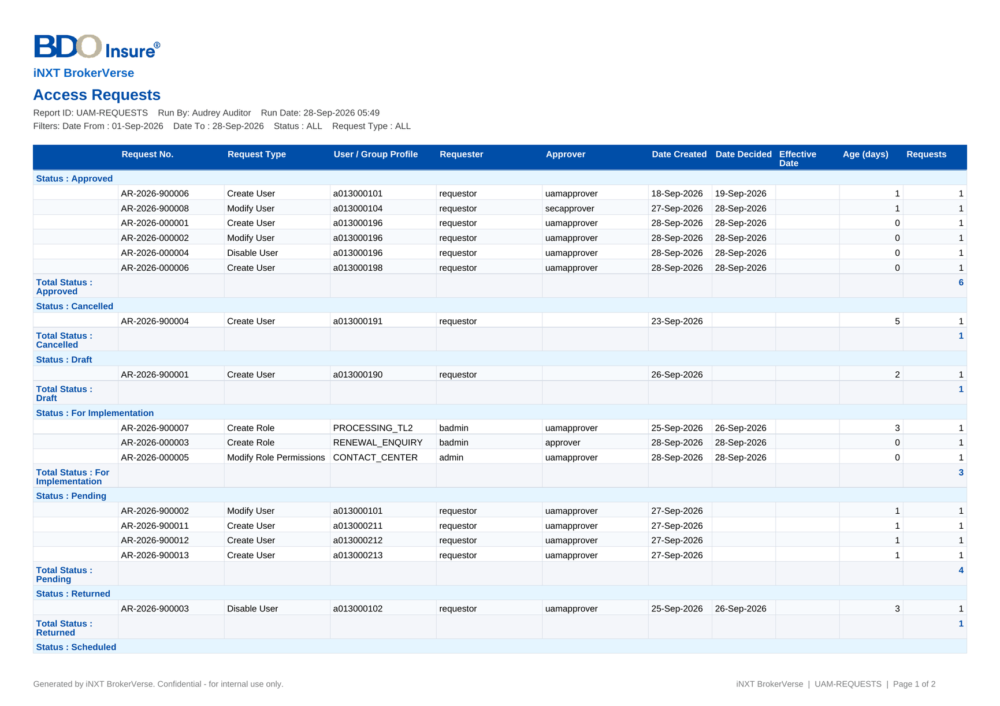 BDO Insure®
iNXT BrokerVerse
Access Requests
Report ID: UAM-REQUESTS Run By: Audrey Auditor Run Date: 28-Sep-2026 05:49
Filters: Date From : 01-Sep-2026 Date To : 28-Sep-2026 Status : ALL Request Type : ALL
Request No. Request Type User / Group Profile Requester Approver Date Created Date Decided Effective Date Age (days) Requests
Status : Approved
AR-2026-900006 Create User a013000101 requestor uamapprover 18-Sep-2026 19-Sep-2026 1 1
AR-2026-900008 Modify User a013000104 requestor secapprover 27-Sep-2026 28-Sep-2026 1 1
AR-2026-000001 Create User a013000196 requestor uamapprover 28-Sep-2026 28-Sep-2026 0 1
AR-2026-000002 Modify User a013000196 requestor uamapprover 28-Sep-2026 28-Sep-2026 0 1
AR-2026-000004 Disable User a013000196 requestor uamapprover 28-Sep-2026 28-Sep-2026 0 1
AR-2026-000006 Create User a013000198 requestor uamapprover 28-Sep-2026 28-Sep-2026 0 1
Total Status : Approved 6
Status : Cancelled
AR-2026-900004 Create User a013000191 requestor 23-Sep-2026 5 1
Total Status : Cancelled 1
Status : Draft
AR-2026-900001 Create User a013000190 requestor 26-Sep-2026 2 1
Total Status : Draft 1
Status : For Implementation
AR-2026-900007 Create Role PROCESSING_TL2 badmin uamapprover 25-Sep-2026 26-Sep-2026 3 1
AR-2026-000003 Create Role RENEWAL_ENQUIRY badmin approver 28-Sep-2026 28-Sep-2026 0 1
AR-2026-000005 Modify Role Permissions CONTACT_CENTER admin uamapprover 28-Sep-2026 28-Sep-2026 0 1
Total Status : For Implementation 3
Status : Pending
AR-2026-900002 Modify User a013000101 requestor uamapprover 27-Sep-2026 1 1
AR-2026-900011 Create User a013000211 requestor uamapprover 27-Sep-2026 1 1
AR-2026-900012 Create User a013000212 requestor uamapprover 27-Sep-2026 1 1
AR-2026-900013 Create User a013000213 requestor uamapprover 27-Sep-2026 1 1
Total Status : Pending 4
Status : Returned
AR-2026-900003 Disable User a013000102 requestor uamapprover 25-Sep-2026 26-Sep-2026 3 1
Total Status : Returned 1
Status : Scheduled
Generated by iNXT BrokerVerse. Confidential - for internal use only.
iNXT BrokerVerse | UAM-REQUESTS | Page 1 of 2